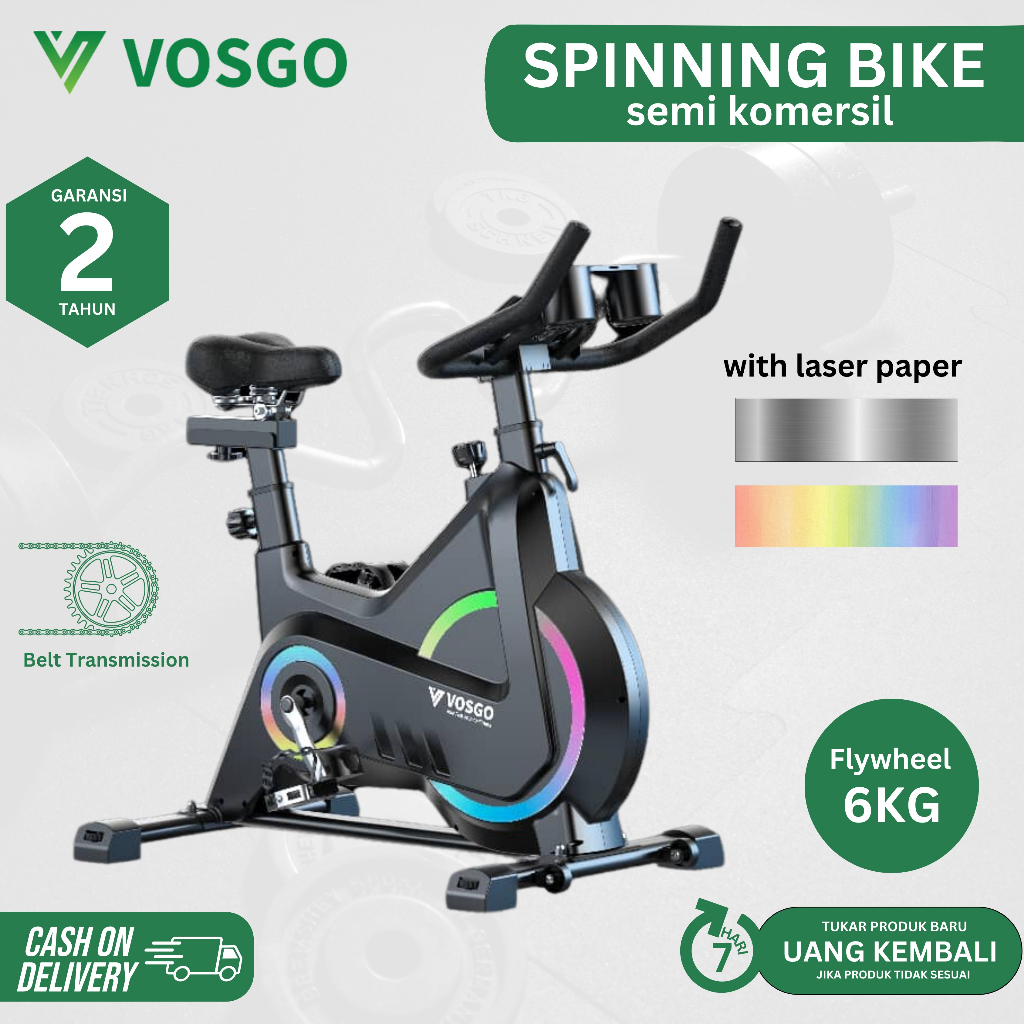 VOSGO
SPINNING BIKE
semi komersil
GARANSI
2
TAHUN
with laser paper
Belt Transmission
VOSGO
Flywheel
6KG
CASH ON
DELIVERY
7
HARI
TUKAR PRODUK BARU
UANG KEMBALI
JIKA PRODUK TIDAK SESUAI